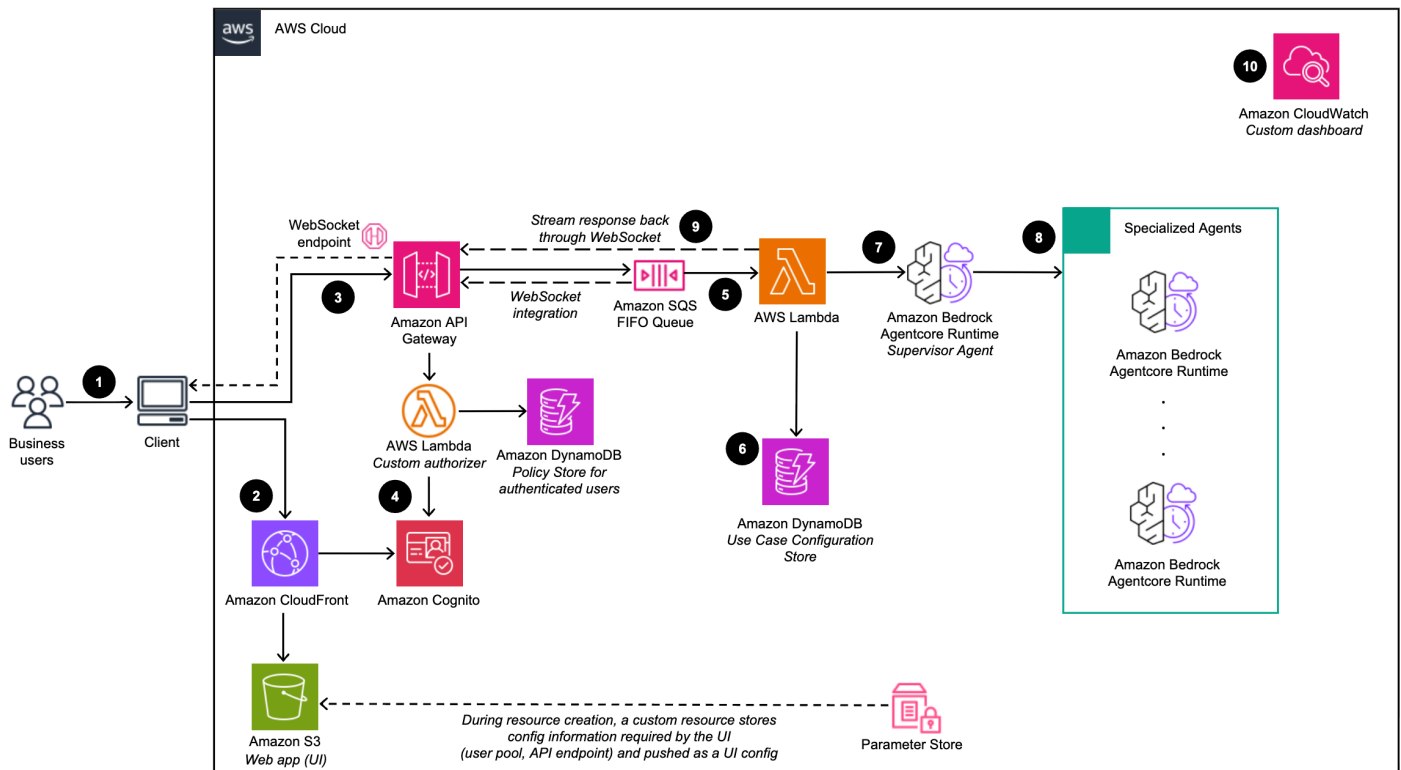 aws
AWS Cloud
10
Amazon CloudWatch
Custom dashboard
WebSocket
endpoint
Stream response back
through WebSocket
9
3
Amazon API
Gateway
WebSocket
integration
Amazon SQS
FIFO Queue
5
AWS Lambda
7
Amazon Bedrock
Agentcore Runtime
Supervisor Agent
8
Specialized Agents
Amazon Bedrock
Agentcore Runtime
.
.
.
Amazon Bedrock
Agentcore Runtime
1
Business
users
Client
AWS Lambda
Custom authorizer
Amazon DynamoDB
Policy Store for
authenticated users
6
Amazon DynamoDB
Use Case Configuration
Store
2
4
Amazon CloudFront
Amazon Cognito
Amazon S3
Web app (UI)
During resource creation, a custom resource stores
config information required by the UI
(user pool, API endpoint) and pushed as a UI config
Parameter Store